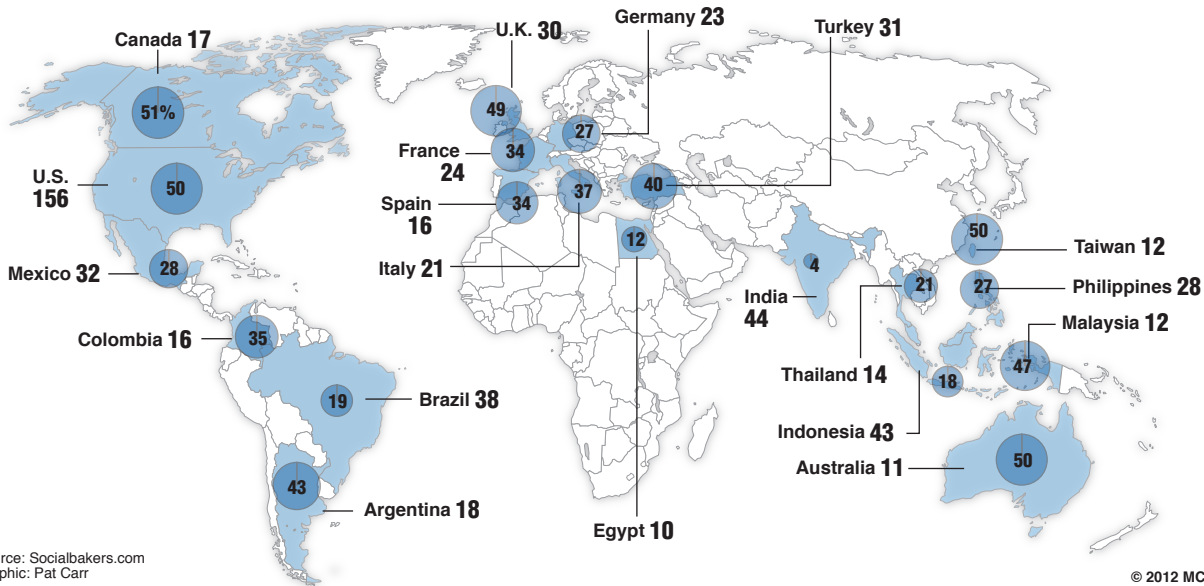 Canada 17
51%
U.S.
156
50
Mexico 32
28
Colombia 16
35
Brazil 38
19
Argentina 18
43
U.K. 30
49
Germany 23
27
Turkey 31
40
France
24
34
Spain
16
34
Italy 21
37
Egypt 10
12
India
44
4
Taiwan 12
50
Philippines 28
27
Malaysia 12
47
Thailand 14
21
Indonesia 43
18
Australia 11
50
rce: Socialbakers.com
phic: Pat Carr
© 2012 MC